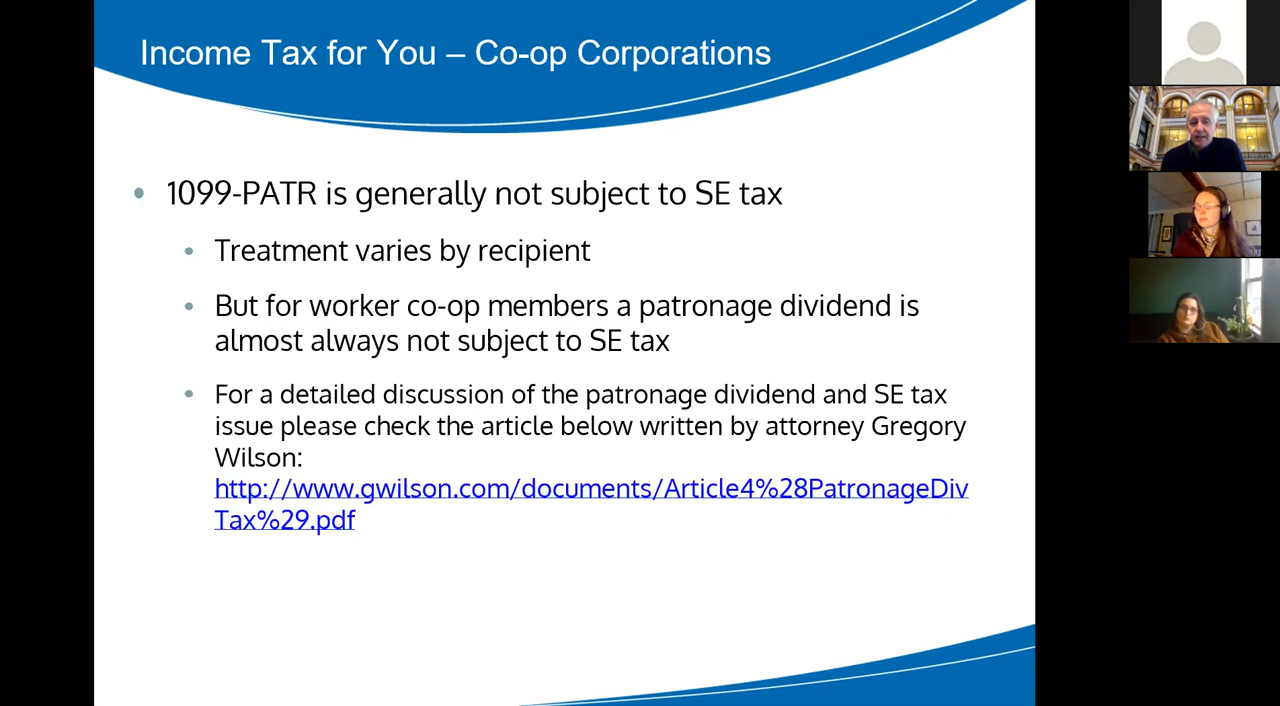 Income Tax for You – Co-op Corporations
• 1099-PATR is generally not subject to SE tax
• Treatment varies by recipient
• But for worker co-op members a patronage dividend is
almost always not subject to SE tax
• For a detailed discussion of the patronage dividend and SE tax
issue please check the article below written by attorney Gregory
Wilson:
http://www.gwilson.com/documents/Article4%28PatronageDiv
Tax%29.pdf